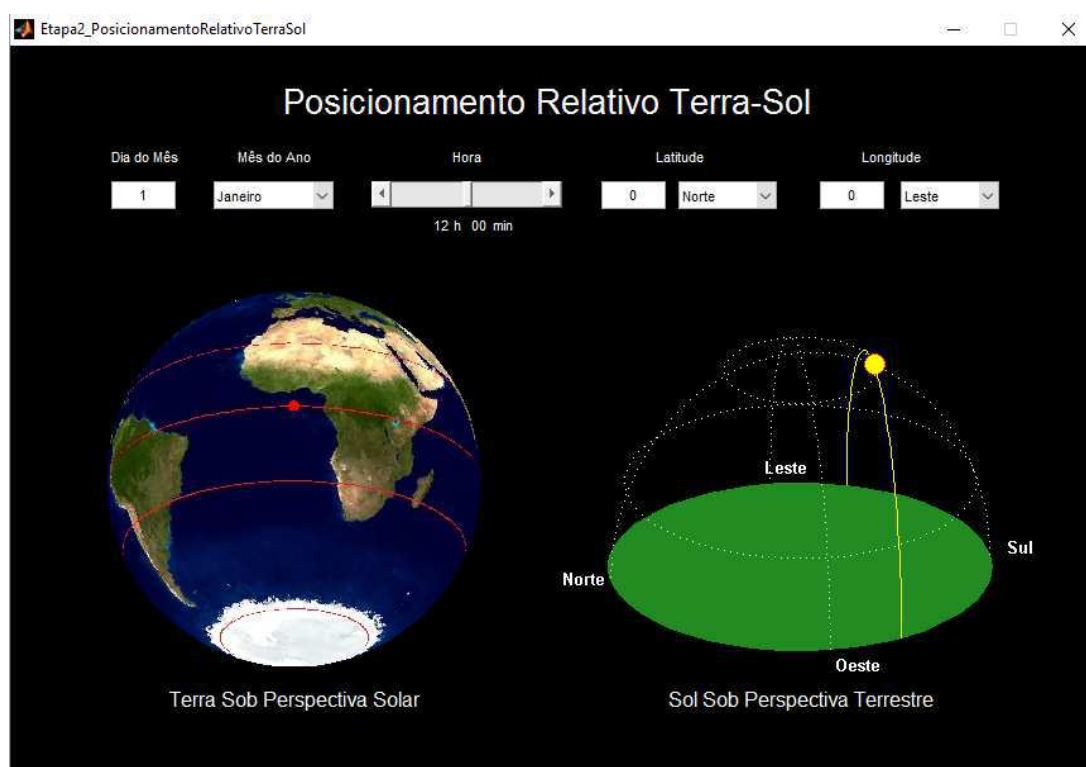 Etapa2_PosicionamentoRelativoTerraSol
Posicionamento Relativo Terra-Sol
Dia do Mês Mês do Ano Hora Latitude Longitude
1 Janeiro 0 Norte 0 Leste
12 h 00 min
Leste
Sul
Norte
Oeste
Terra Sob Perspectiva Solar Sol Sob Perspectiva Terrestre